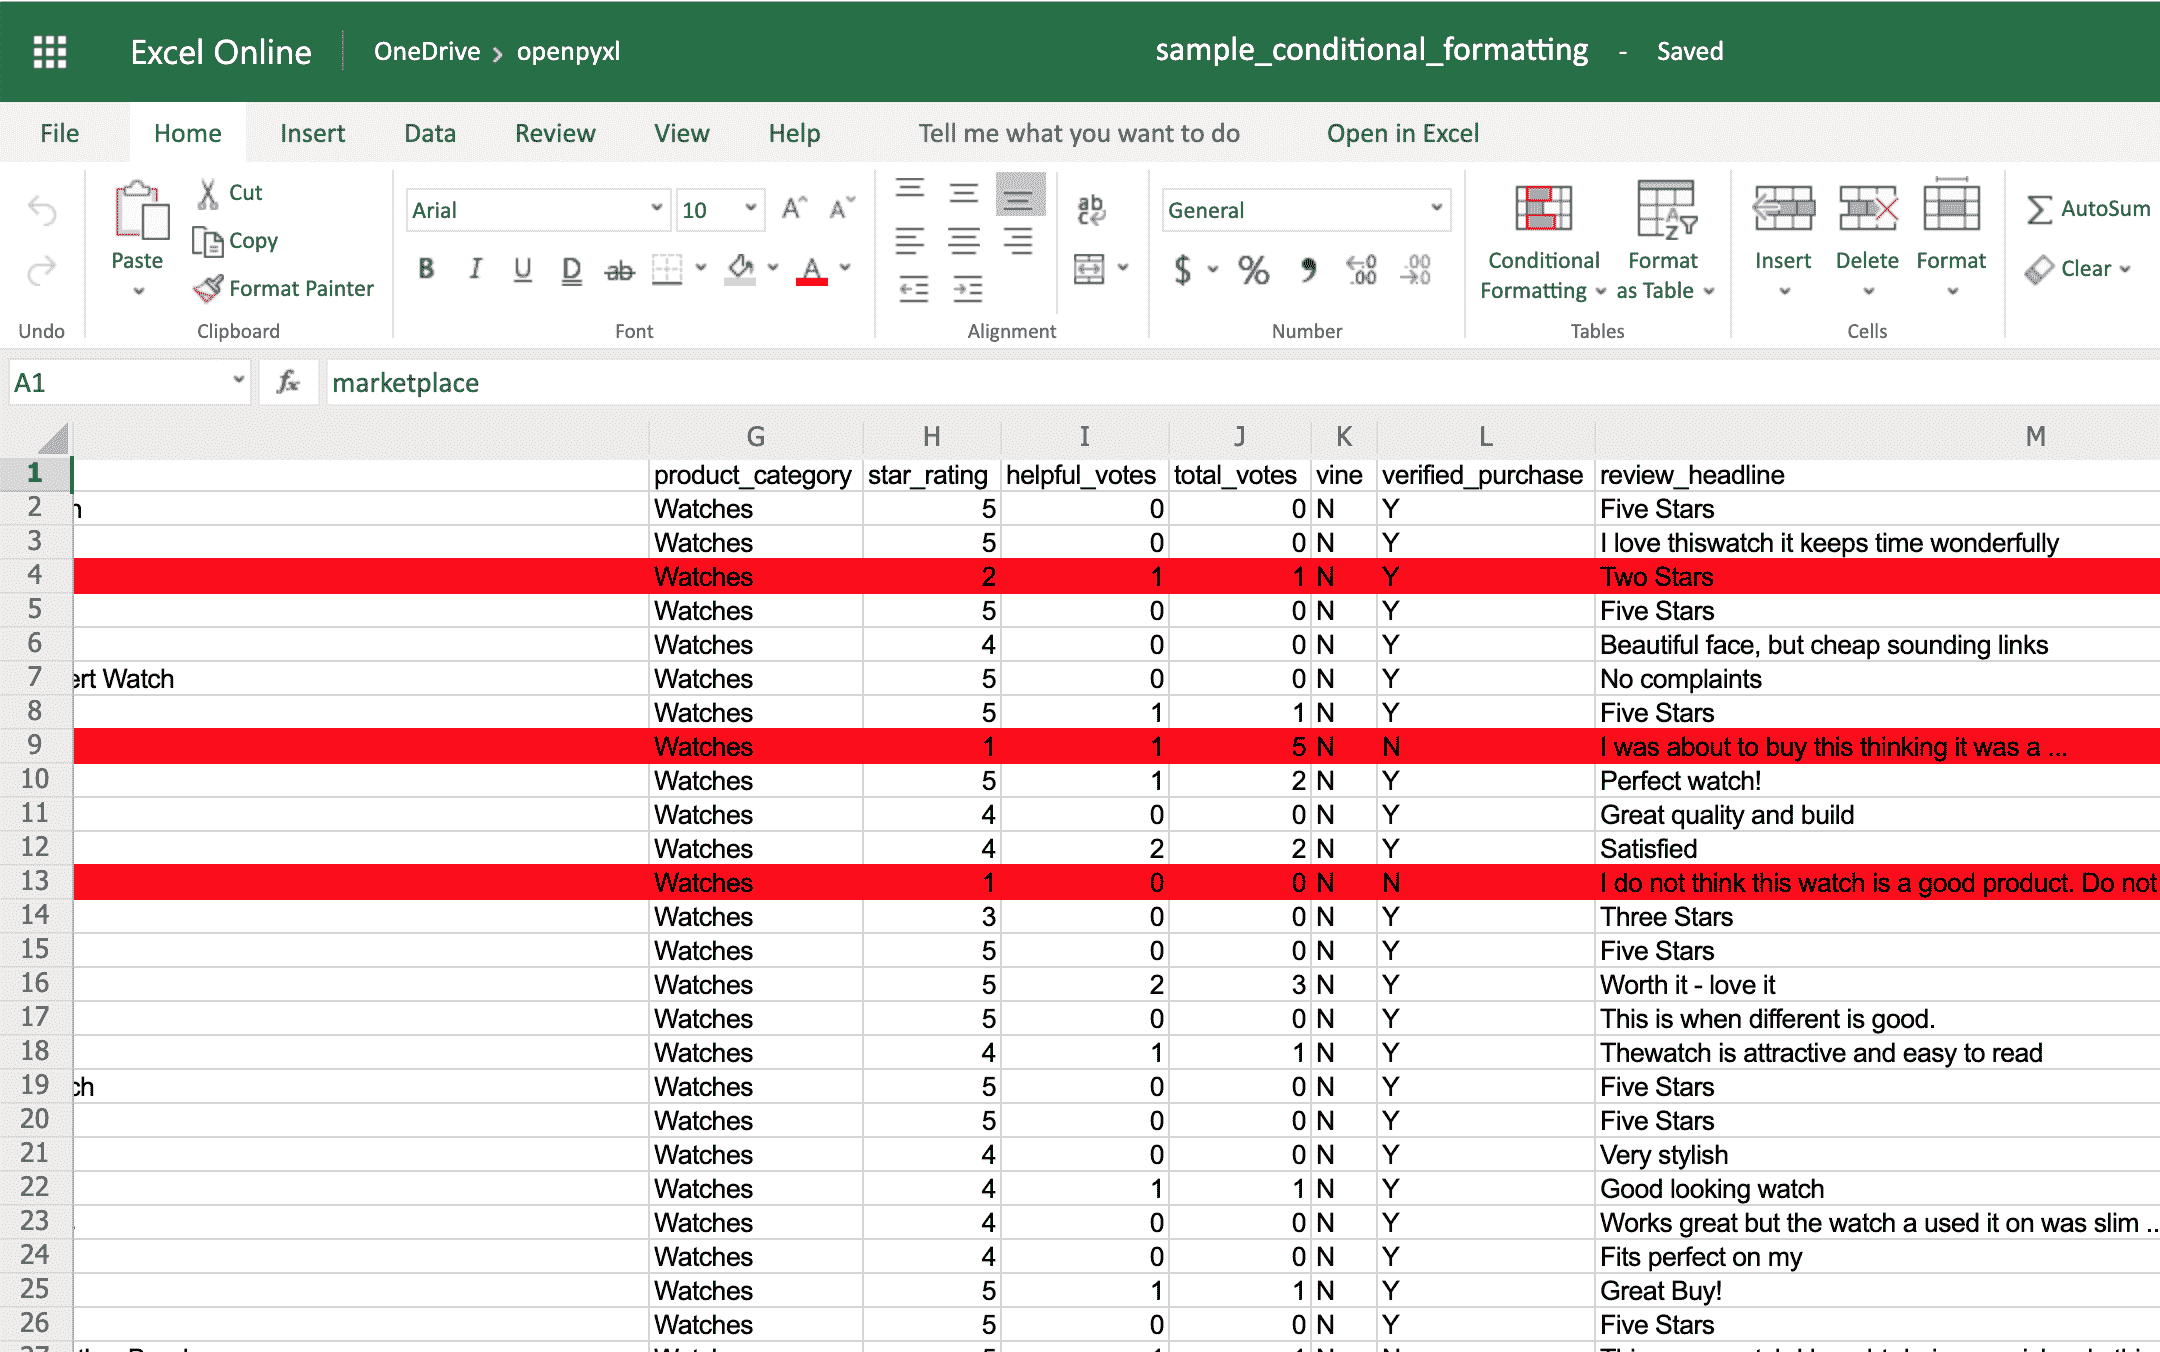 Excel Online OneDrive > openpyxl sample_conditional_formatting - Saved
File Home Insert Data Review View Help Tell me what you want to do Open in Excel
Cut
Copy
Paste
Format Painter
Arial 10
General
B I U D ab A
$ % .00
Conditional Formatting
Format as Table
Insert Delete Format
AutoSum
Clear
Undo Clipboard Font Alignment Number Tables Cells
A1 fx marketplace
G H I J K L M
1 product_category star_rating helpful_votes total_votes vine verified_purchase review_headline
2 Watches 5 0 0 N Y Five Stars
3 Watches 5 0 0 N Y I love thiswatch it keeps time wonderfully
4 Watches 2 1 1 N Y Two Stars
5 Watches 5 0 0 N Y Five Stars
6 Watches 4 0 0 N Y Beautiful face, but cheap sounding links
7 ert Watch Watches 5 0 0 N Y No complaints
8 Watches 5 1 1 N Y Five Stars
9 Watches 1 1 5 N N I was about to buy this thinking it was a ...
10 Watches 5 1 2 N Y Perfect watch!
11 Watches 4 0 0 N Y Great quality and build
12 Watches 4 2 2 N Y Satisfied
13 Watches 1 0 0 N N I do not think this watch is a good product. Do not
14 Watches 3 0 0 N Y Three Stars
15 Watches 5 0 0 N Y Five Stars
16 Watches 5 2 3 N Y Worth it - love it
17 Watches 5 0 0 N Y This is when different is good.
18 Watches 4 1 1 N Y Thewatch is attractive and easy to read
19 ch Watches 5 0 0 N Y Five Stars
20 Watches 5 0 0 N Y Five Stars
21 Watches 4 0 0 N Y Very stylish
22 Watches 4 1 1 N Y Good looking watch
23 Watches 4 0 0 N Y Works great but the watch a used it on was slim ..
24 Watches 4 0 0 N Y Fits perfect on my
25 Watches 5 1 1 N Y Great Buy!
26 Watches 5 0 0 N Y Five Stars